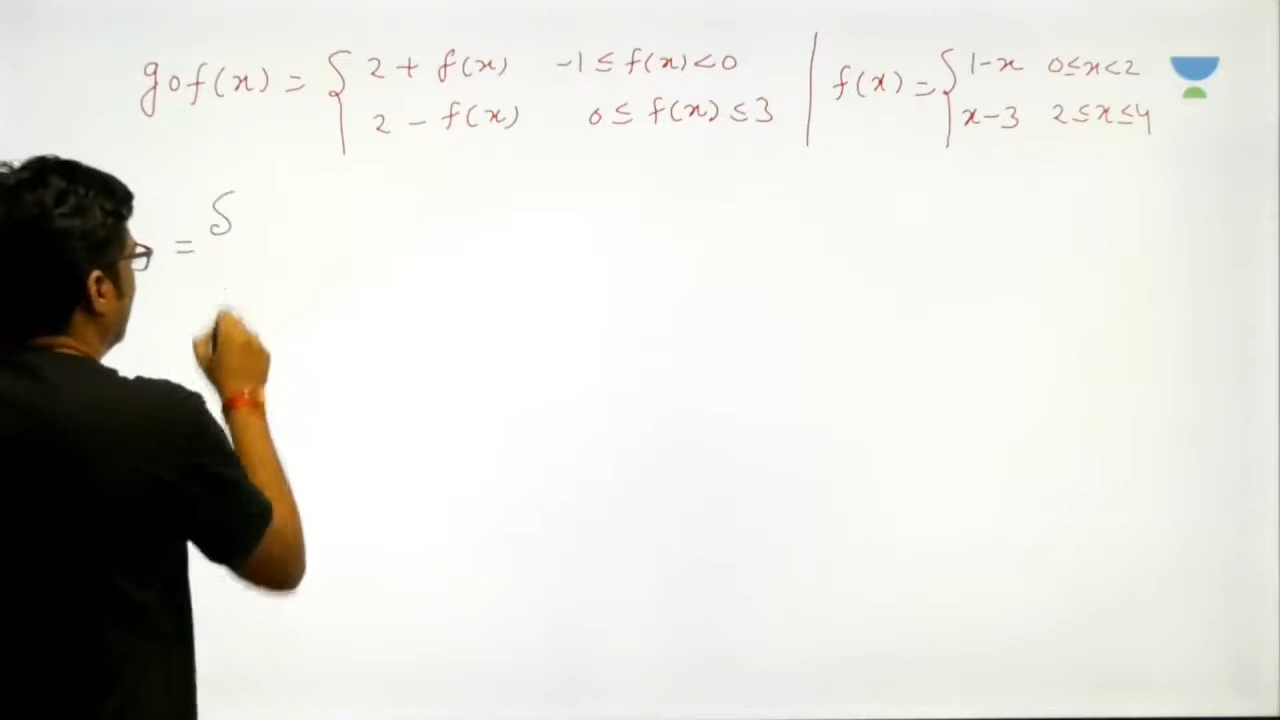 gof(x) = { 2 + f(x) -1 ≤ f(x) < 0 | f(x) = { 1-x 0≤x<2
2 - f(x) 0 ≤ f(x) ≤ 3 x-3 2≤x≤4
=